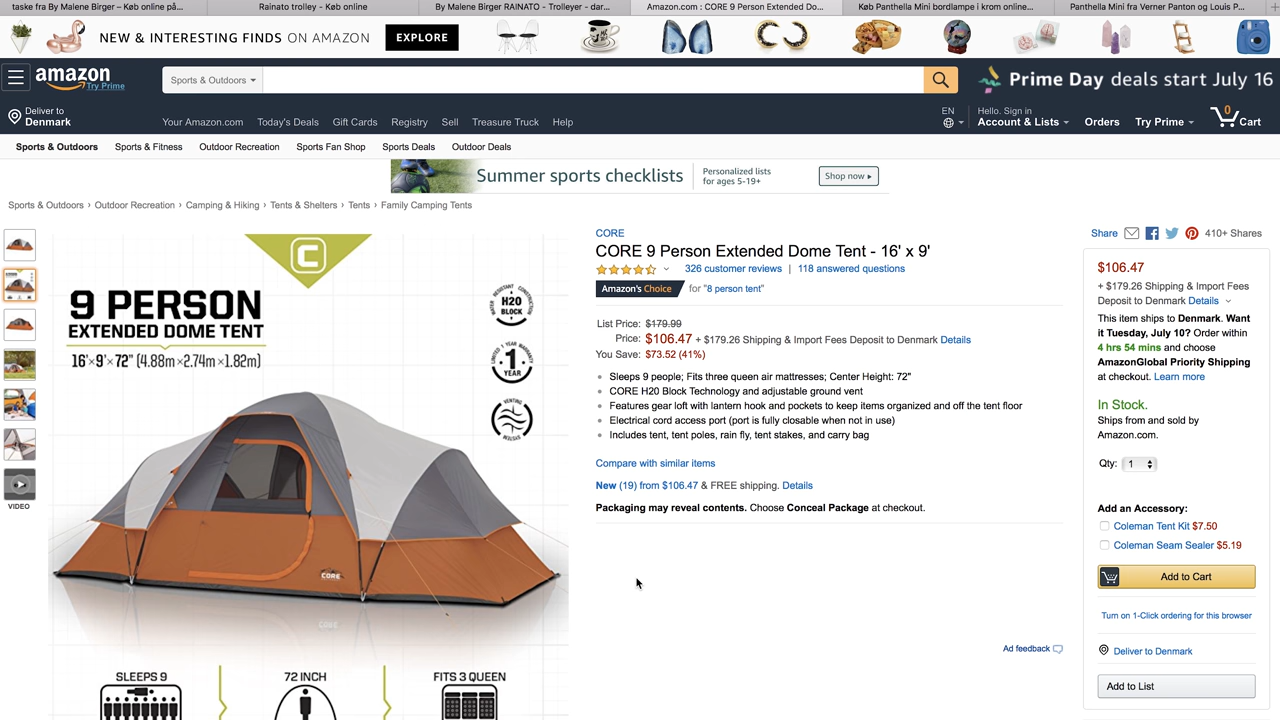 taske fra By Malene Birger – Køb online på...
Rainato trolley - Køb online
By Malene Birger RAINATO - Trolleyer - dar...
Amazon.com : CORE 9 Person Extended Do...
Køb Panthella Mini bordlampe i krom online...
Panthella Mini fra Verner Panton og Louis P...
NEW & INTERESTING FINDS ON AMAZON
EXPLORE
amazon
Try Prime
Sports & Outdoors
Prime Day deals start July 16
Deliver to
Denmark
Your Amazon.com
Today's Deals
Gift Cards
Registry
Sell
Treasure Truck
Help
EN
Hello. Sign in
Account & Lists
Orders
Try Prime
0
Cart
Sports & Outdoors
Sports & Fitness
Outdoor Recreation
Sports Fan Shop
Sports Deals
Outdoor Deals
Summer sports checklists
Personalized lists
for ages 5-19+
Shop now ▸
Sports & Outdoors › Outdoor Recreation › Camping & Hiking › Tents & Shelters › Tents › Family Camping Tents
VIDEO
C
9 PERSON
EXTENDED DOME TENT
16'×9'×72" (4.88m×2.74m×1.82m)
WATER RESISTANT CONSTRUCTION
H20
BLOCK
LIMITED 1 YEAR WARRANTY
1
YEAR
VENTING
SYSTEM
CORE
SLEEPS 9
72 INCH
FITS 3 QUEEN
CORE
CORE 9 Person Extended Dome Tent - 16' x 9'
326 customer reviews | 118 answered questions
Amazon's Choice for "8 person tent"
List Price: $179.99
Price: $106.47 + $179.26 Shipping & Import Fees Deposit to Denmark Details
You Save: $73.52 (41%)
Sleeps 9 people; Fits three queen air mattresses; Center Height: 72"
CORE H20 Block Technology and adjustable ground vent
Features gear loft with lantern hook and pockets to keep items organized and off the tent floor
Electrical cord access port (port is fully closable when not in use)
Includes tent, tent poles, rain fly, tent stakes, and carry bag
Compare with similar items
New (19) from $106.47 & FREE shipping. Details
Packaging may reveal contents. Choose Conceal Package at checkout.
Ad feedback
Share
410+ Shares
$106.47
+ $179.26 Shipping & Import Fees
Deposit to Denmark Details
This item ships to Denmark. Want
it Tuesday, July 10? Order within
4 hrs 54 mins and choose
AmazonGlobal Priority Shipping
at checkout. Learn more
In Stock.
Ships from and sold by
Amazon.com.
Qty: 1
Add an Accessory:
Coleman Tent Kit $7.50
Coleman Seam Sealer $5.19
Add to Cart
Turn on 1-Click ordering for this browser
Deliver to Denmark
Add to List